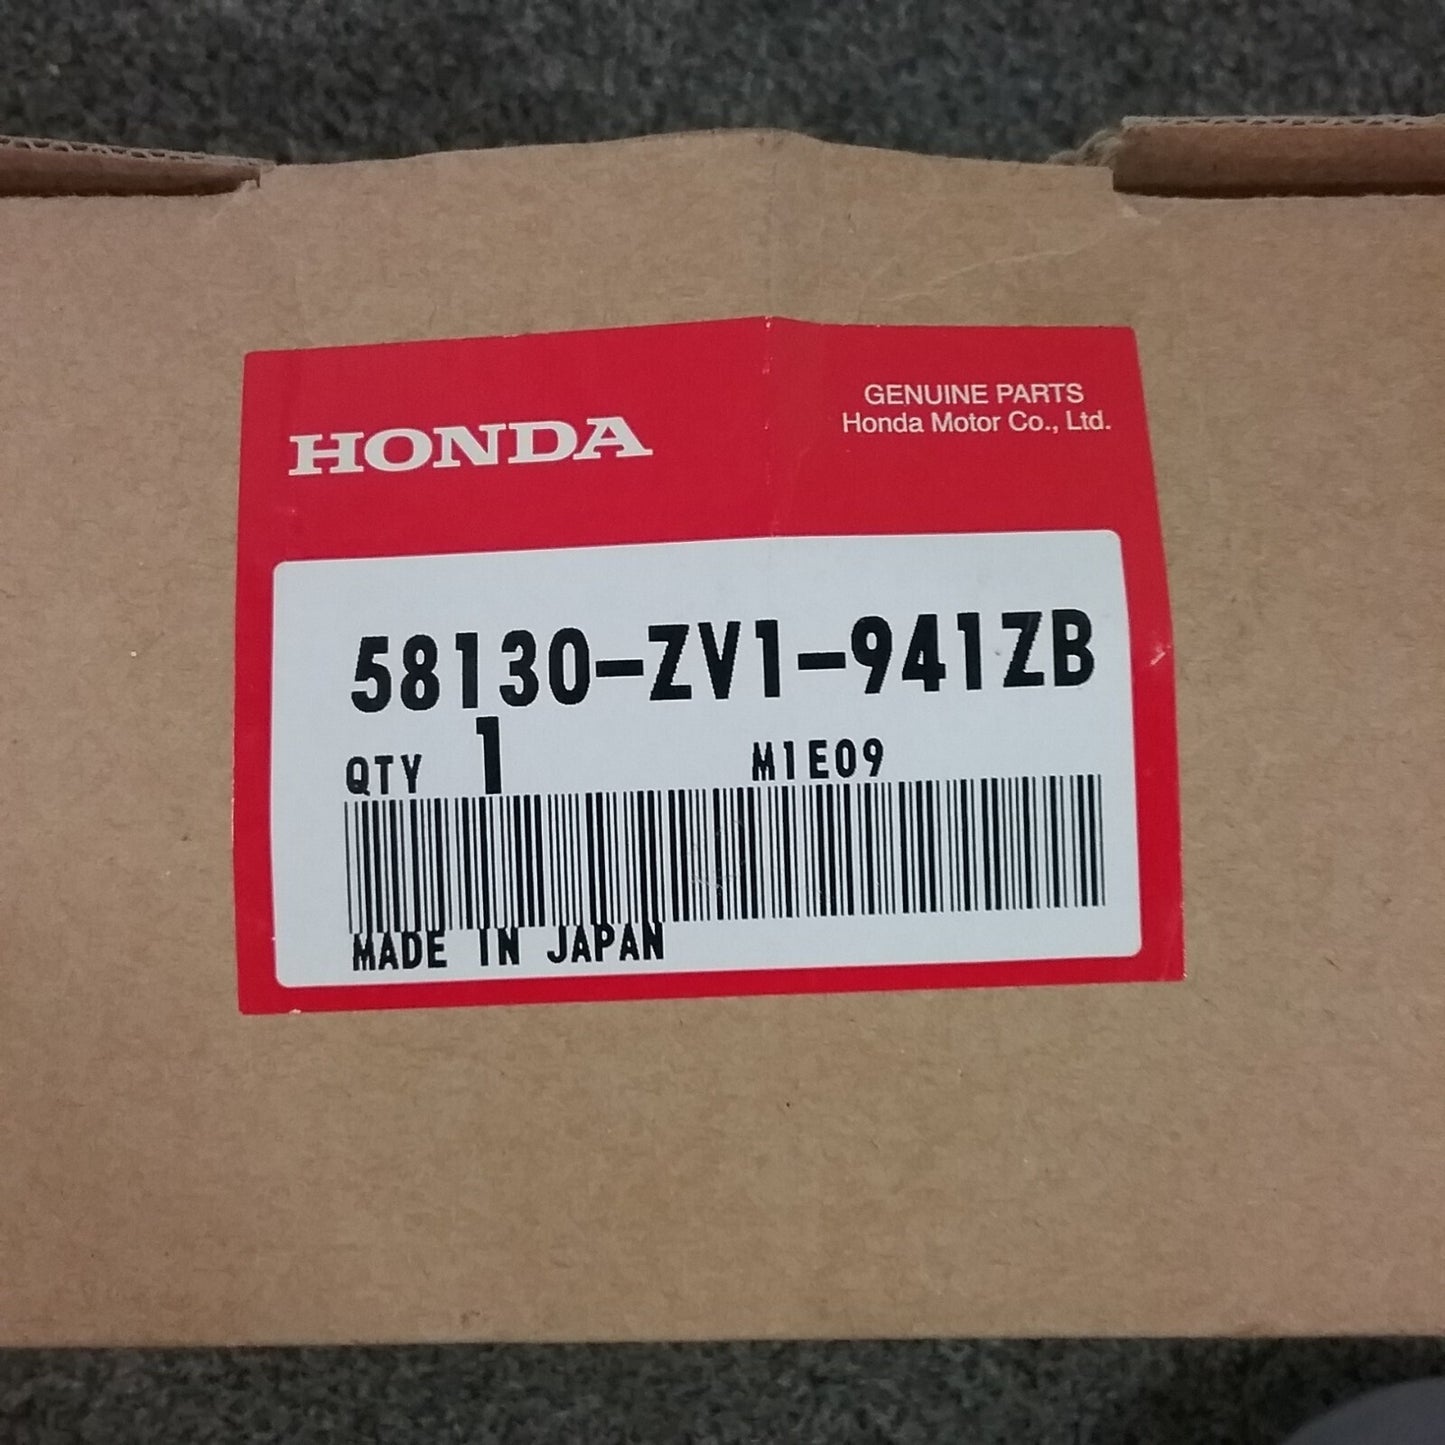 HONDA
GENUINE PARTS
Honda Motor Co., Ltd.
58130-ZV1-941ZB
QTY 1 M1E09
MADE IN JAPAN